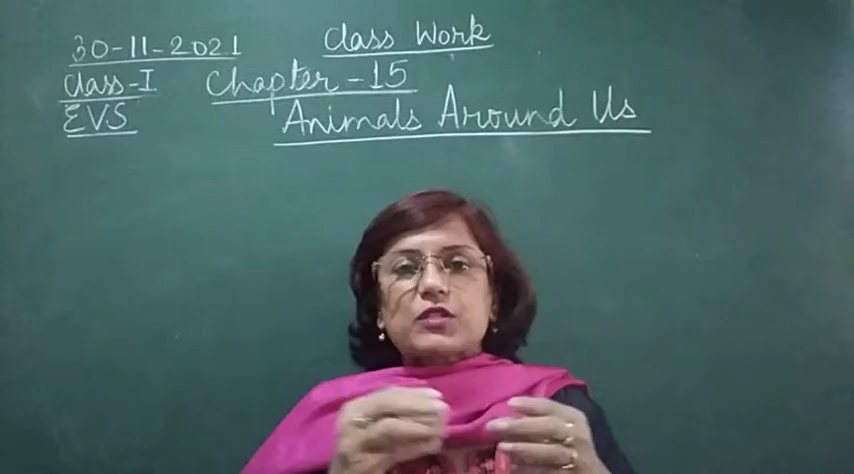 30-11-2021 Class Work
Class-I Chapter-15
EVS Animals Around Us